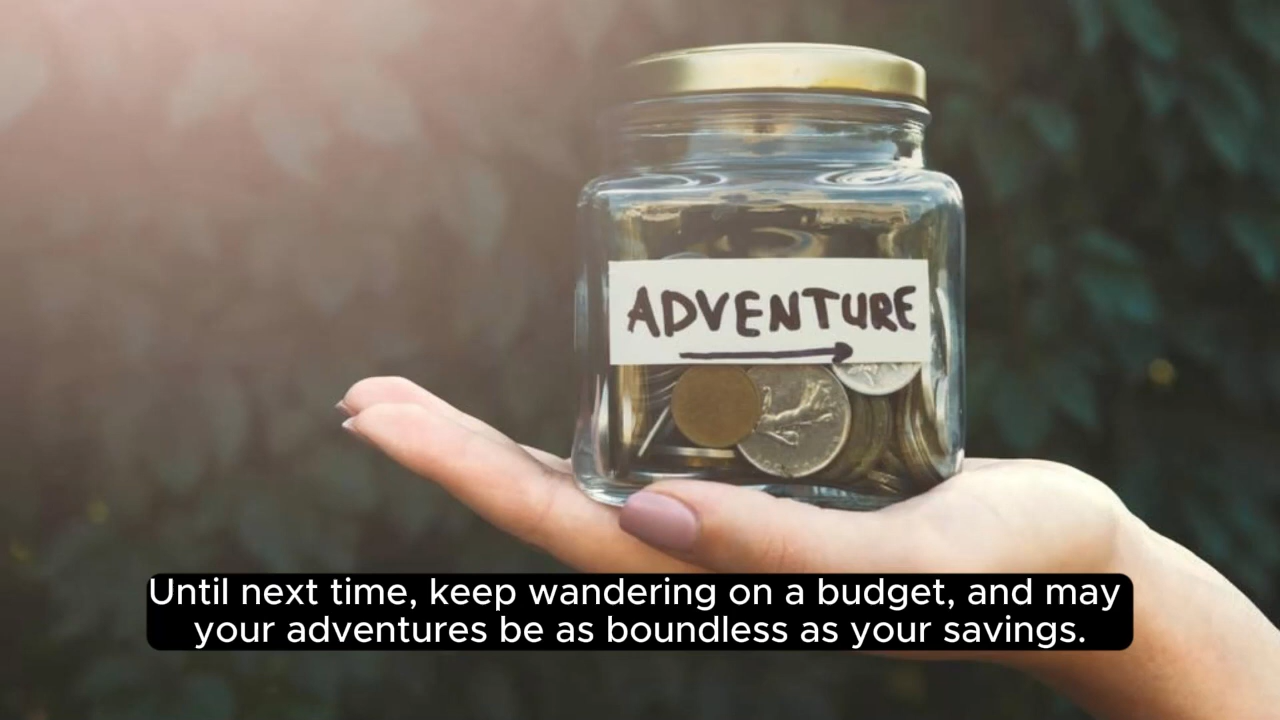 ADVENTURE
Until next time, keep wandering on a budget, and may
your adventures be as boundless as your savings.